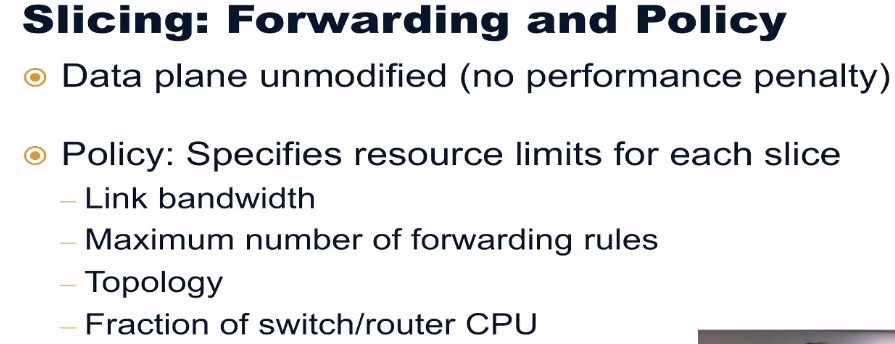 Slicing: Forwarding and Policy
Data plane unmodified (no performance penalty)
Policy: Specifies resource limits for each slice
– Link bandwidth
– Maximum number of forwarding rules
– Topology
– Fraction of switch/router CPU